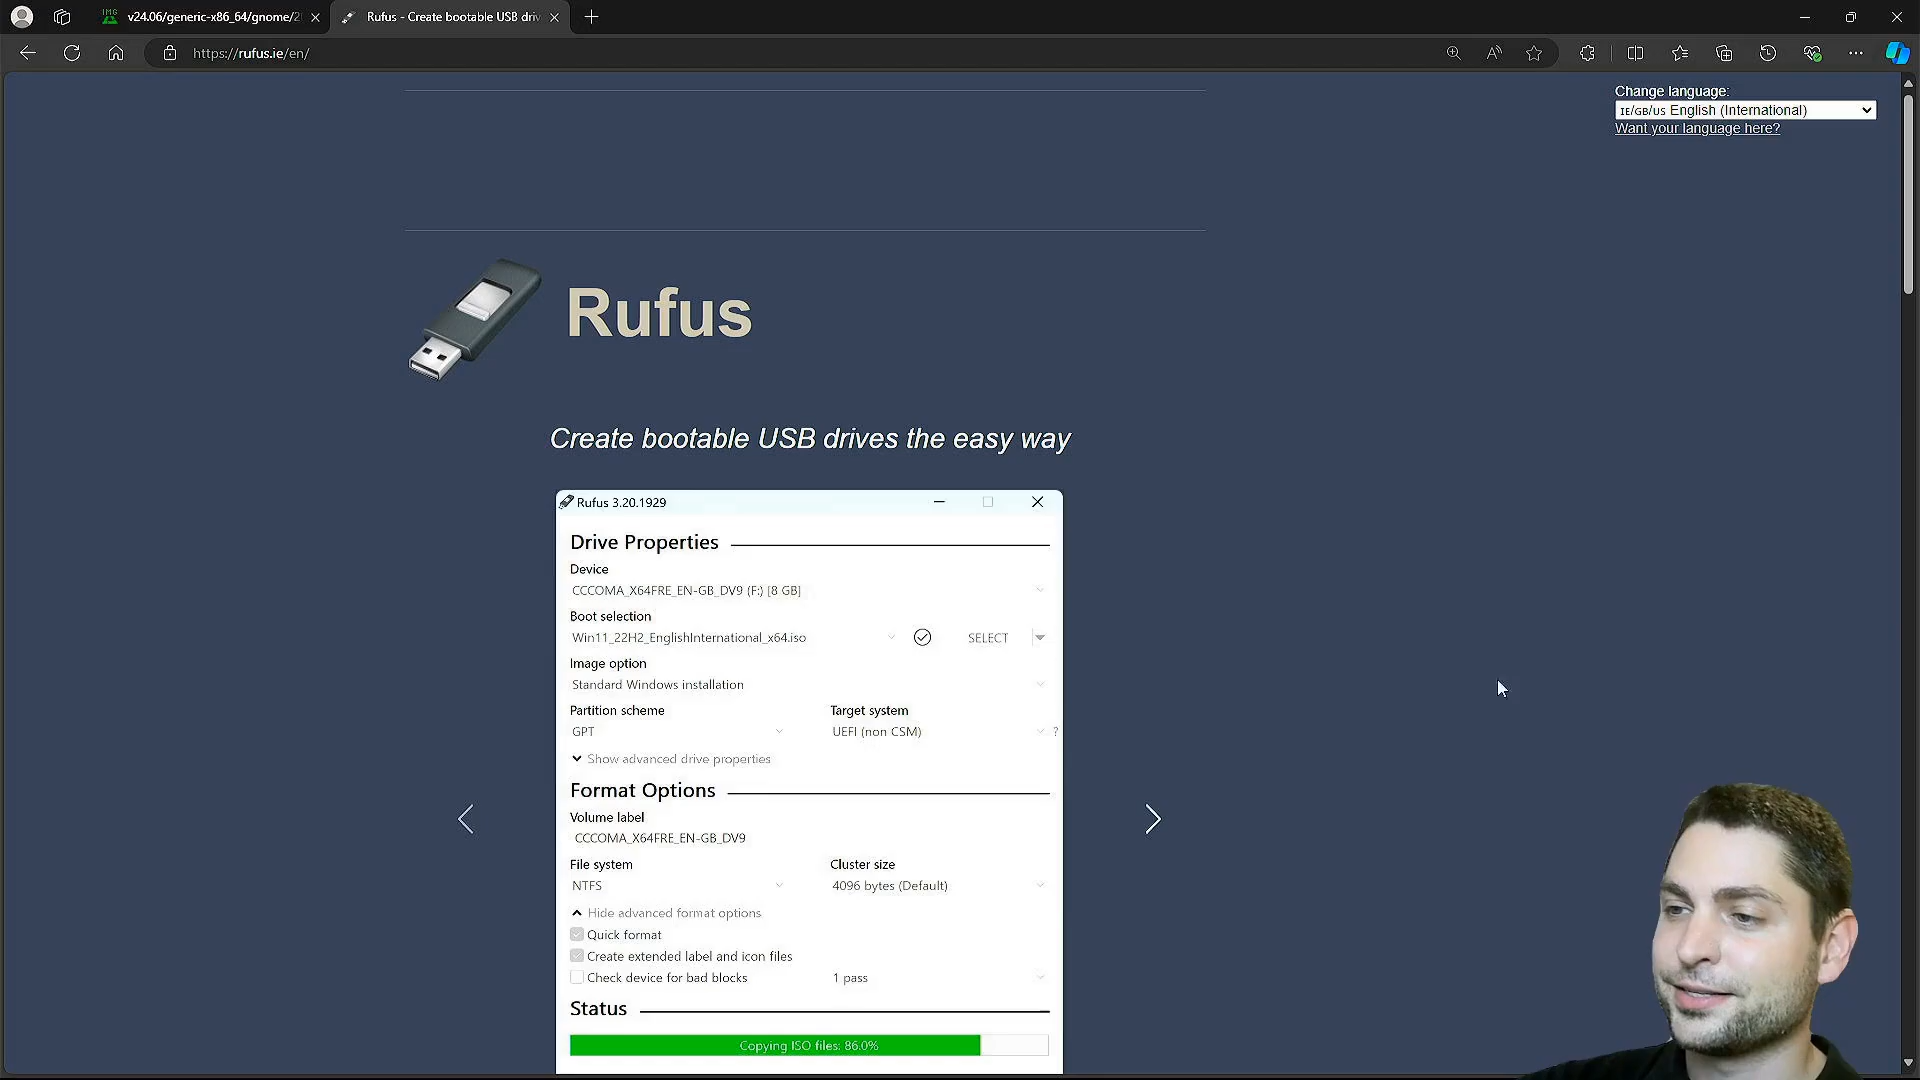 v24.06/generic-x86_64/gnome/2
Rufus - Create bootable USB driv
https://rufus.ie/en/
Change language:
IE/GB/US English (International)
Want your language here?
Rufus
Create bootable USB drives the easy way
Rufus 3.20.1929
Drive Properties
Device
CCCOMA_X64FRE_EN-GB_DV9 (F:) [8 GB]
Boot selection
Win11_22H2_EnglishInternational_x64.iso
SELECT
Image option
Standard Windows installation
Partition scheme
Target system
GPT
UEFI (non CSM)
?
Show advanced drive properties
Format Options
Volume label
CCCOMA_X64FRE_EN-GB_DV9
File system
Cluster size
NTFS
4096 bytes (Default)
Hide advanced format options
Quick format
Create extended label and icon files
Check device for bad blocks
1 pass
Status
Copying ISO files: 86.0%